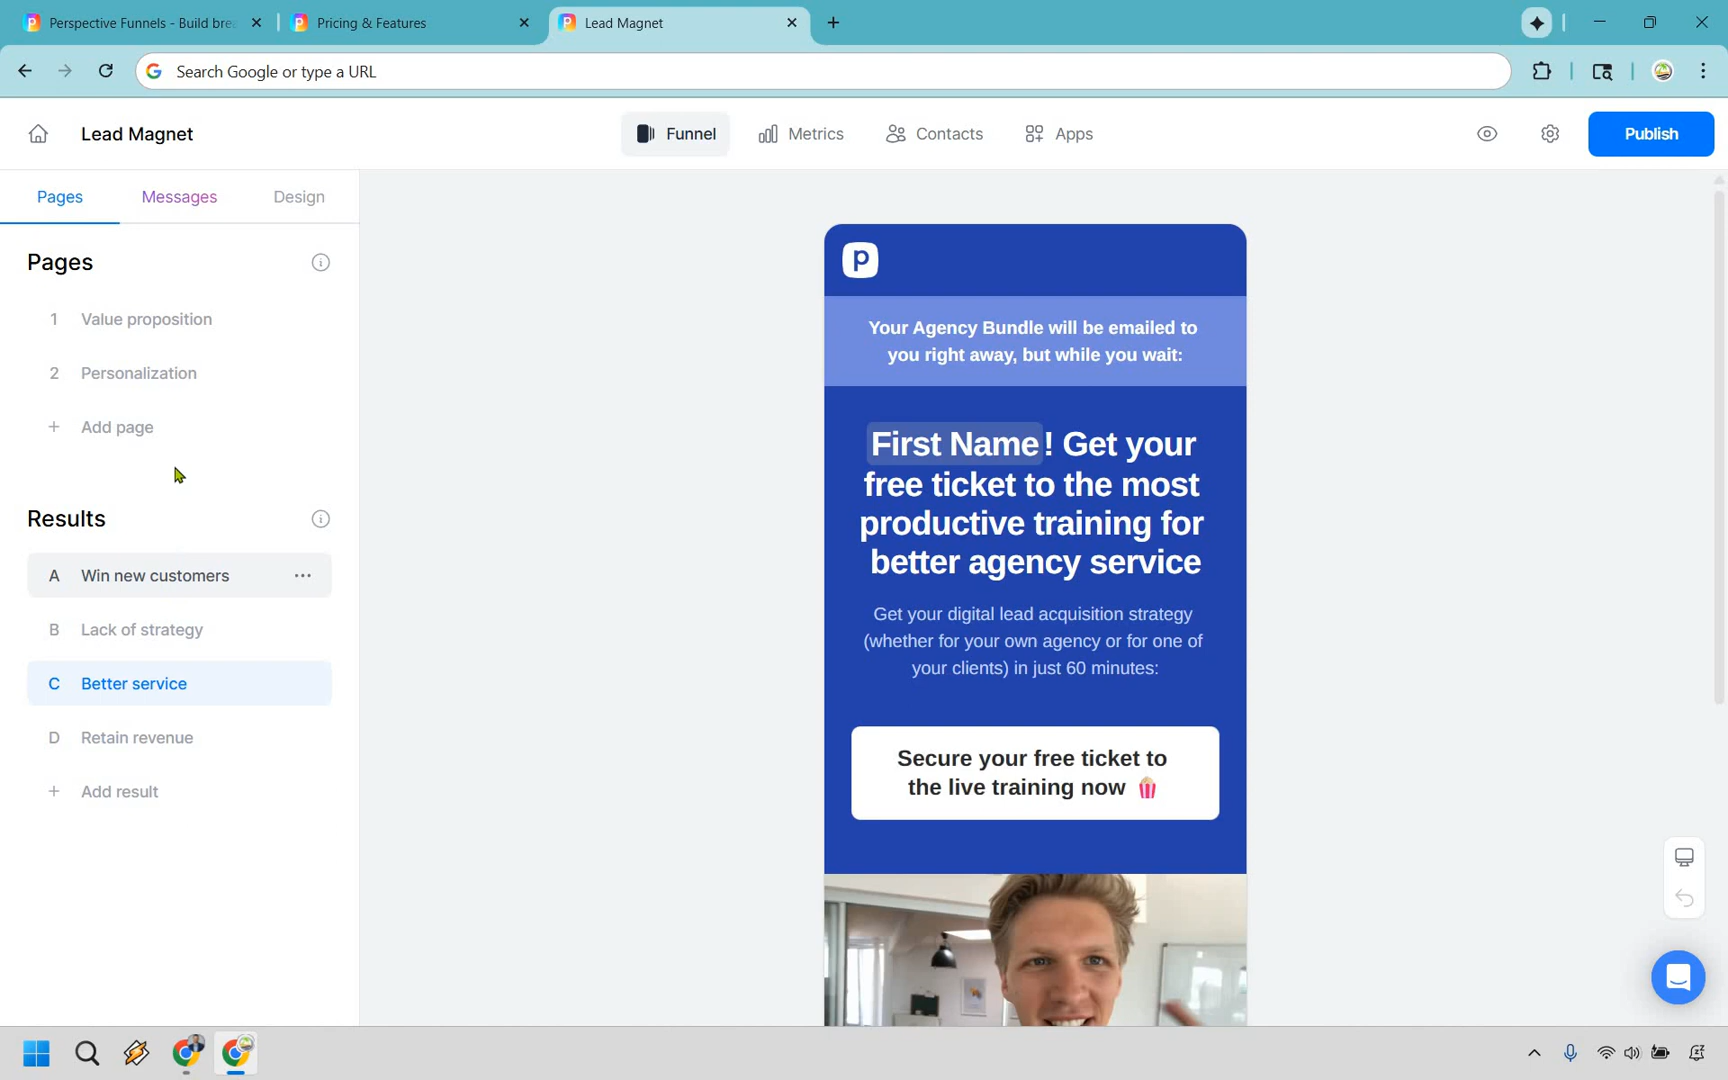 Perspective Funnels - Build brea
Pricing & Features
Lead Magnet
Search Google or type a URL
Lead Magnet
Funnel
Metrics
Contacts
Apps
Publish
Pages
Messages
Design
Pages
1 Value proposition
2 Personalization
+ Add page
Results
A Win new customers
B Lack of strategy
C Better service
D Retain revenue
+ Add result
p
Your Agency Bundle will be emailed to
you right away, but while you wait:
First Name! Get your
free ticket to the most
productive training for
better agency service
Get your digital lead acquisition strategy
(whether for your own agency or for one of
your clients) in just 60 minutes:
Secure your free ticket to
the live training now 🍿